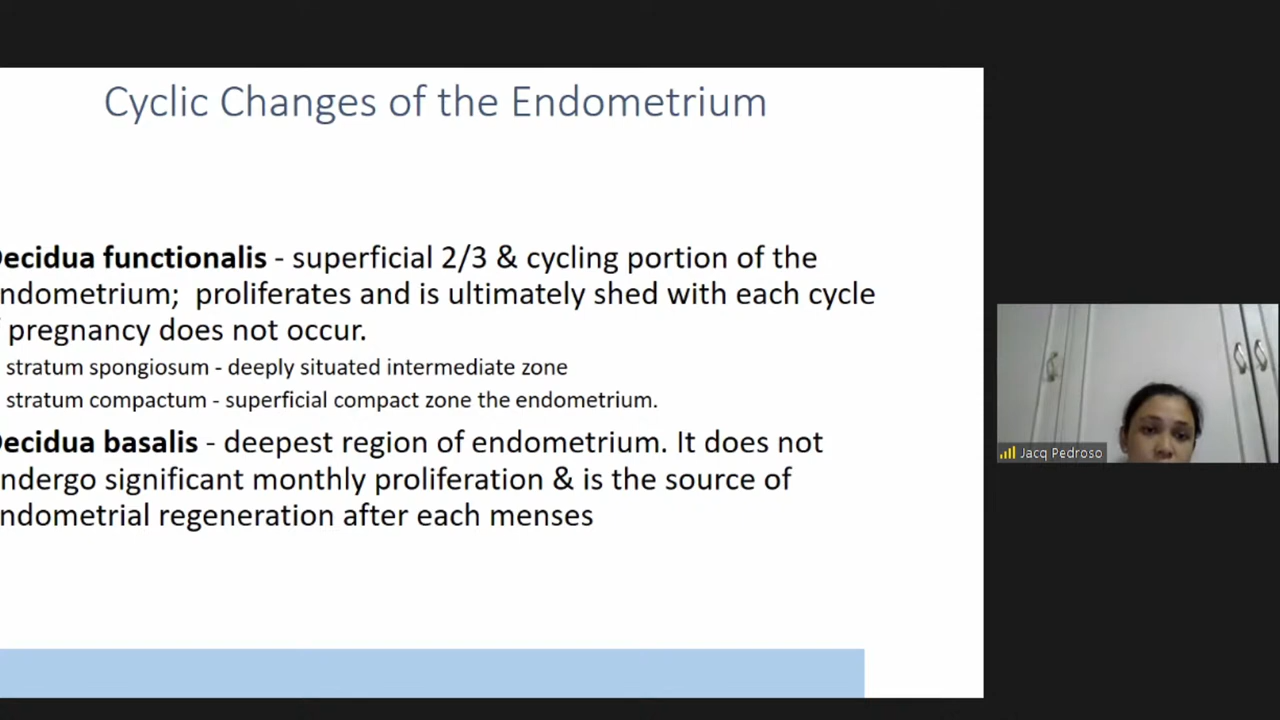 Cyclic Changes of the Endometrium
ecidua functionalis - superficial 2/3 & cycling portion of the
ndometrium; proliferates and is ultimately shed with each cycle
pregnancy does not occur.
stratum spongiosum - deeply situated intermediate zone
stratum compactum - superficial compact zone the endometrium.
ecidua basalis - deepest region of endometrium. It does not
ndergo significant monthly proliferation & is the source of
ndometrial regeneration after each menses
Jacq Pedroso